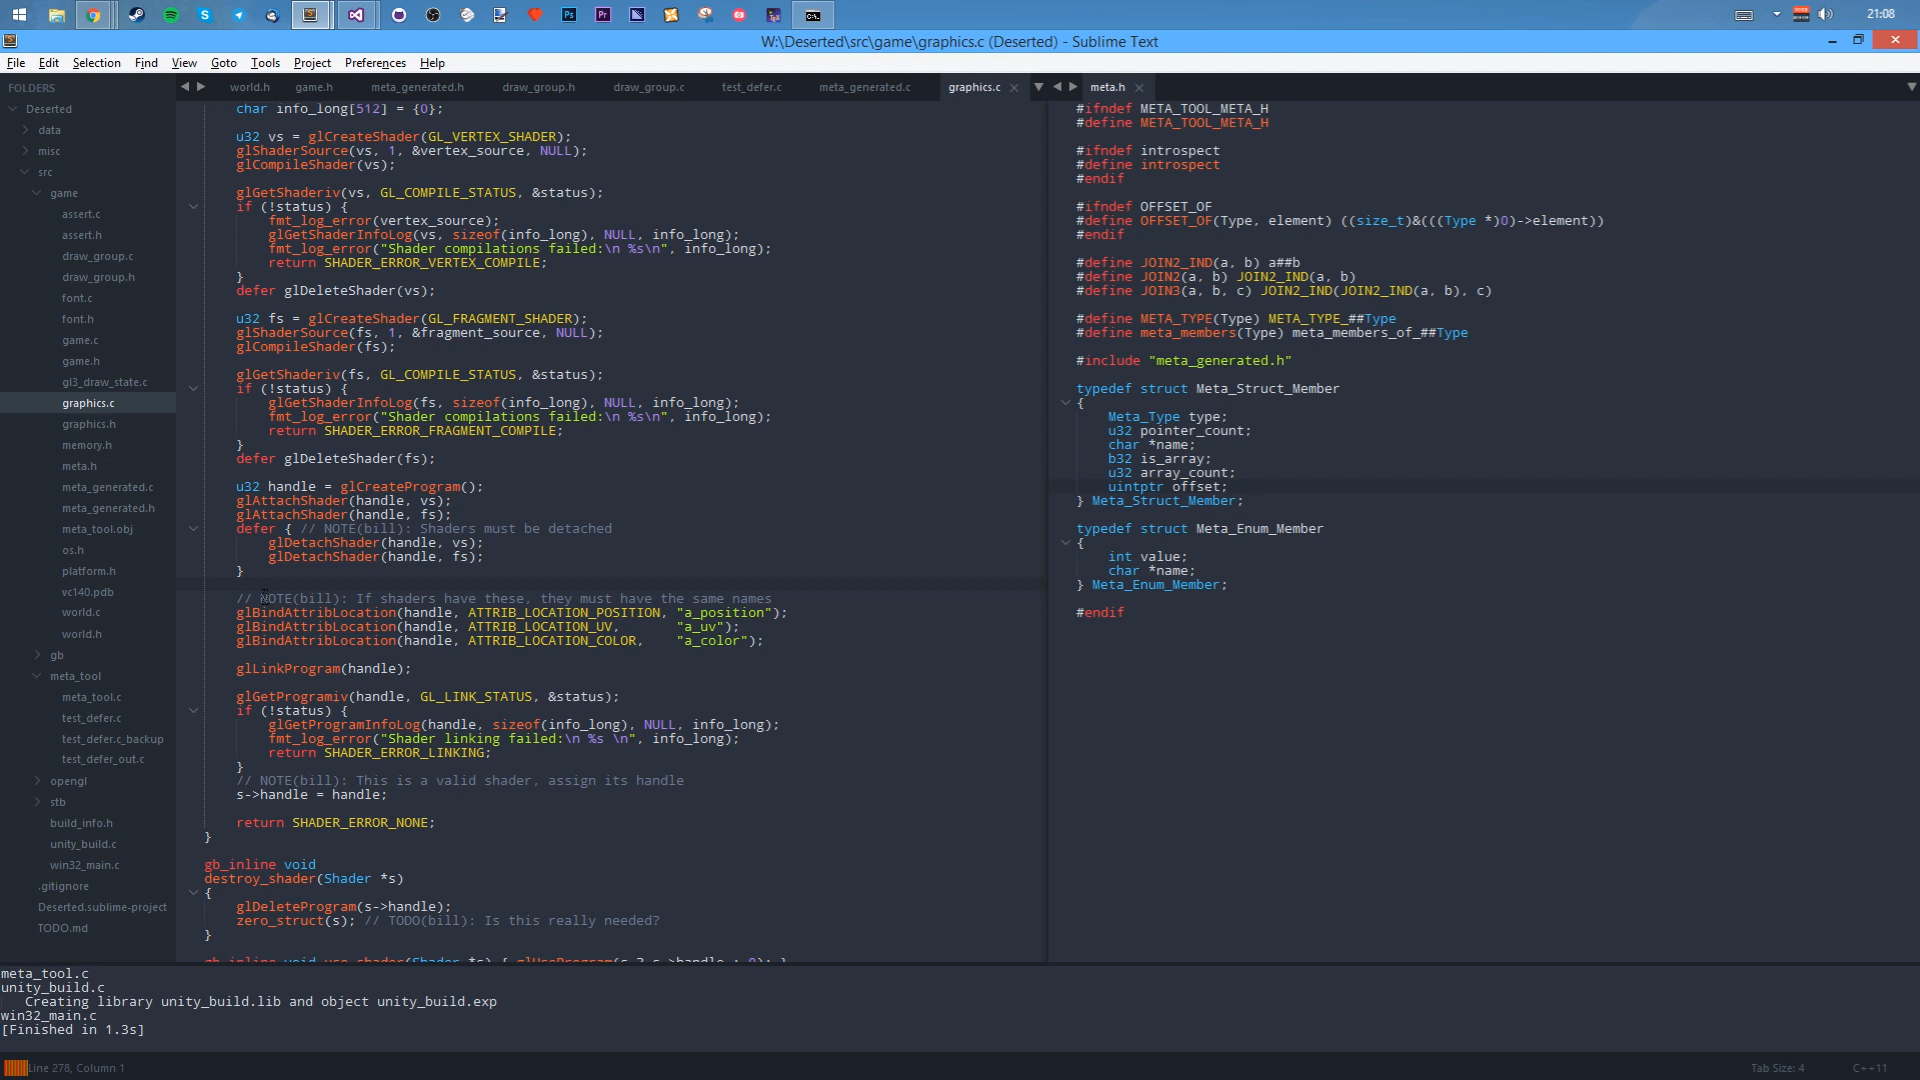 21:08
W:\Deserted\src\game\graphics.c (Deserted) - Sublime Text
File Edit Selection Find View Goto Tools Project Preferences Help
FOLDERS
Deserted
data
misc
src
game
assert.c
assert.h
draw_group.c
draw_group.h
font.c
font.h
game.c
game.h
gl3_draw_state.c
graphics.c
graphics.h
memory.h
meta.h
meta_generated.c
meta_generated.h
meta_tool.obj
os.h
platform.h
vc140.pdb
world.c
world.h
gb
meta_tool
meta_tool.c
test_defer.c
test_defer.c_backup
test_defer_out.c
opengl
stb
build_info.h
unity_build.c
win32_main.c
.gitignore
Deserted.sublime-project
TODO.md
world.h game.h meta_generated.h draw_group.h draw_group.c test_defer.c meta_generated.c graphics.c
char info_long[512] = {0};
u32 vs = glCreateShader(GL_VERTEX_SHADER);
glShaderSource(vs, 1, &vertex_source, NULL);
glCompileShader(vs);
glGetShaderiv(vs, GL_COMPILE_STATUS, &status);
if (!status) {
fmt_log_error(vertex_source);
glGetShaderInfoLog(vs, sizeof(info_long), NULL, info_long);
fmt_log_error("Shader compilations failed:\n %s\n", info_long);
return SHADER_ERROR_VERTEX_COMPILE;
}
defer glDeleteShader(vs);
u32 fs = glCreateShader(GL_FRAGMENT_SHADER);
glShaderSource(fs, 1, &fragment_source, NULL);
glCompileShader(fs);
glGetShaderiv(fs, GL_COMPILE_STATUS, &status);
if (!status) {
glGetShaderInfoLog(fs, sizeof(info_long), NULL, info_long);
fmt_log_error("Shader compilations failed:\n %s\n", info_long);
return SHADER_ERROR_FRAGMENT_COMPILE;
}
defer glDeleteShader(fs);
u32 handle = glCreateProgram();
glAttachShader(handle, vs);
glAttachShader(handle, fs);
defer { // NOTE(bill): Shaders must be detached
glDetachShader(handle, vs);
glDetachShader(handle, fs);
}
// NOTE(bill): If shaders have these, they must have the same names
glBindAttribLocation(handle, ATTRIB_LOCATION_POSITION, "a_position");
glBindAttribLocation(handle, ATTRIB_LOCATION_UV, "a_uv");
glBindAttribLocation(handle, ATTRIB_LOCATION_COLOR, "a_color");
glLinkProgram(handle);
glGetProgramiv(handle, GL_LINK_STATUS, &status);
if (!status) {
glGetProgramInfoLog(handle, sizeof(info_long), NULL, info_long);
fmt_log_error("Shader linking failed:\n %s \n", info_long);
return SHADER_ERROR_LINKING;
}
// NOTE(bill): This is a valid shader, assign its handle
s->handle = handle;
return SHADER_ERROR_NONE;
}
gb_inline void
destroy_shader(Shader *s)
{
glDeleteProgram(s->handle);
zero_struct(s); // TODO(bill): Is this really needed?
}
gb_inline void use_shader(Shader *s) { glUseProgram(s ? s->handle : 0); }
meta.h
#ifndef META_TOOL_META_H
#define META_TOOL_META_H
#ifndef introspect
#define introspect
#endif
#ifndef OFFSET_OF
#define OFFSET_OF(Type, element) ((size_t)&(((Type *)0)->element))
#endif
#define JOIN2_IND(a, b) a##b
#define JOIN2(a, b) JOIN2_IND(a, b)
#define JOIN3(a, b, c) JOIN2_IND(JOIN2_IND(a, b), c)
#define META_TYPE(Type) META_TYPE_##Type
#define meta_members(Type) meta_members_of_##Type
#include "meta_generated.h"
typedef struct Meta_Struct_Member
{
Meta_Type type;
u32 pointer_count;
char *name;
b32 is_array;
u32 array_count;
uintptr offset;
} Meta_Struct_Member;
typedef struct Meta_Enum_Member
{
int value;
char *name;
} Meta_Enum_Member;
#endif
meta_tool.c
unity_build.c
Creating library unity_build.lib and object unity_build.exp
win32_main.c
[Finished in 1.3s]
Line 278, Column 1
Tab Size: 4
C++11